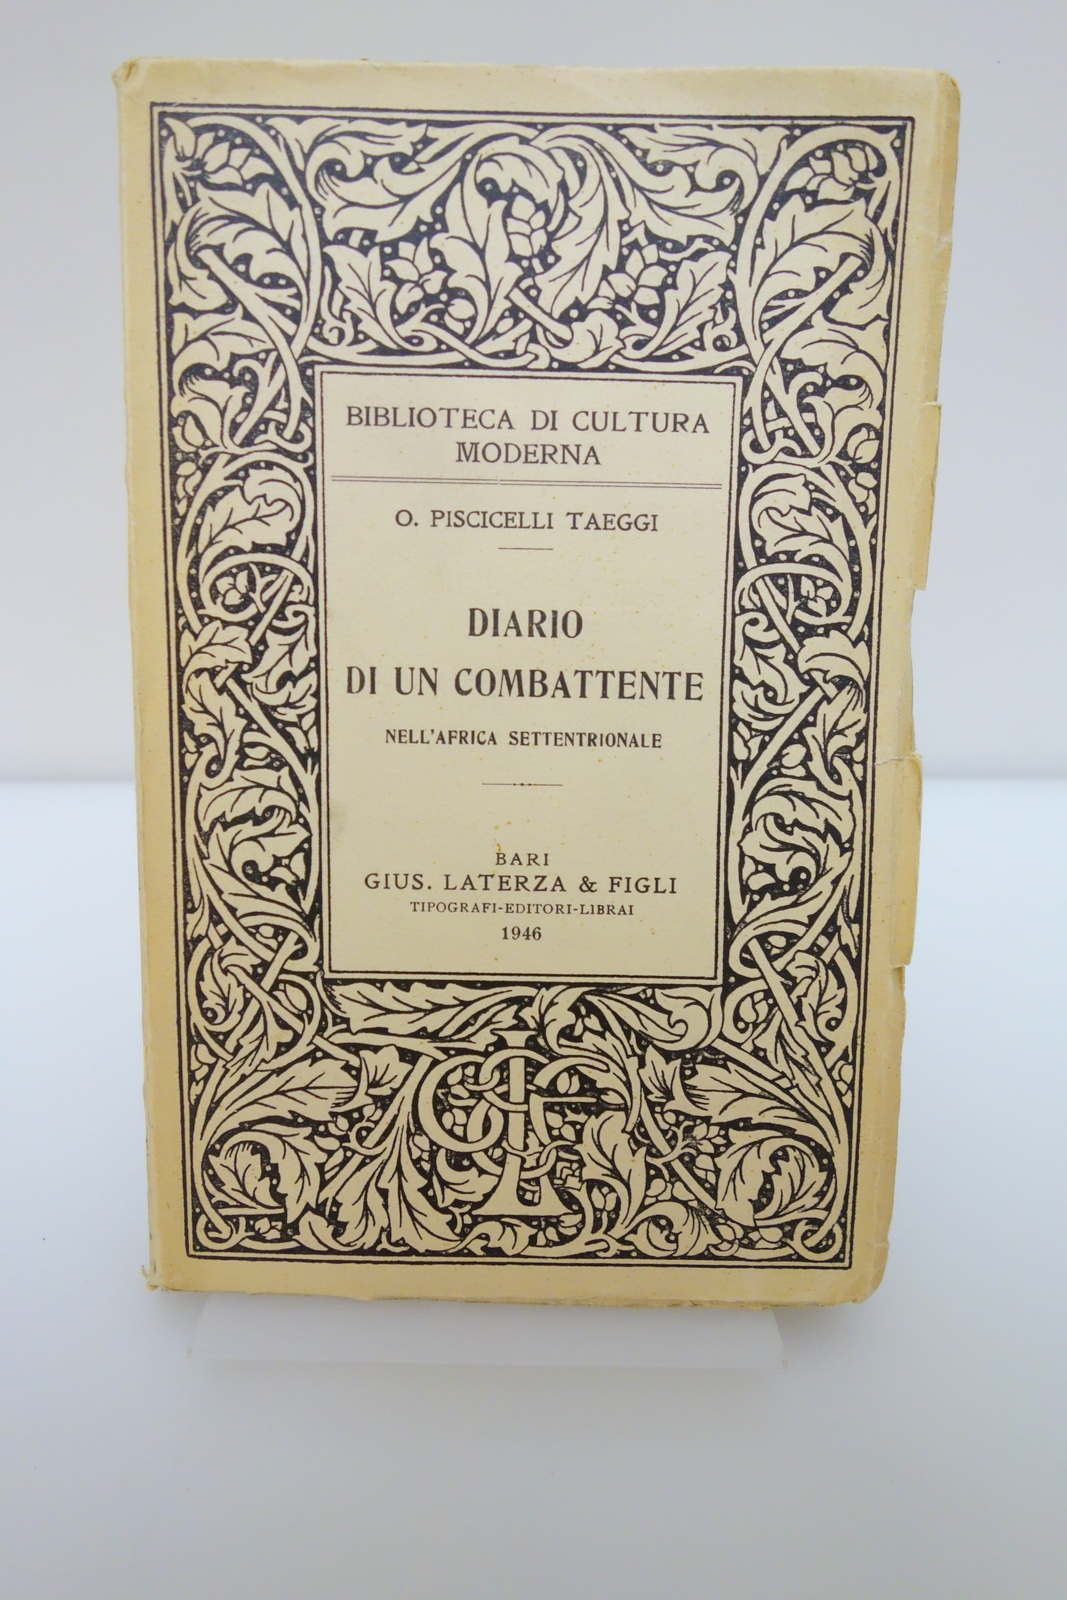 BIBLIOTECA DI CULTURA
MODERNA
O. PISCICELLI TAEGGI
DIARIO
DI UN COMBATTENTE
NELL'AFRICA SETTENTRIONALE
BARI
GIUS. LATERZA & FIGLI
TIPOGRAFI-EDITORI-LIBRAI
1946